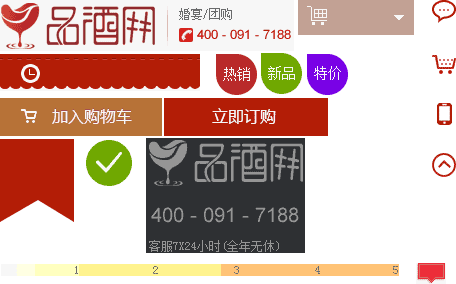 品酒网
婚宴/团购
400 - 091 - 7188
热销
新品
特价
加入购物车
立即订购
品酒网
400 - 091 - 7188
客服7X24小时(全年无休)
1 2 3 4 5